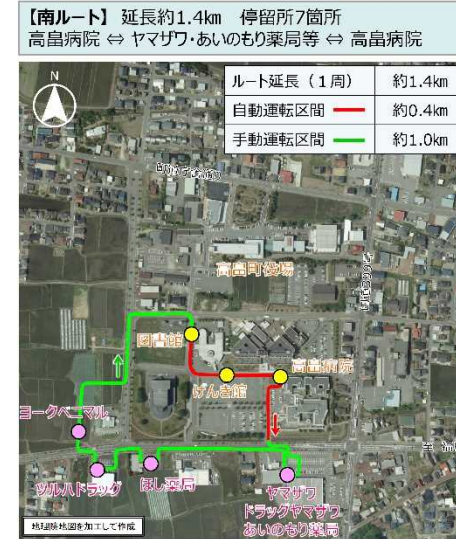 【南ルート】 延長約1.4km 停留所7箇所
高畠病院 ⇔ ヤマザワ・あいのもり薬局等 ⇔ 高畠病院
N
ルート延長（1周） 約1.4km
自動運転区間 約0.4km
手動運転区間 約1.0km
高畠町役場
図書館
げんき館
高畠病院
ヨークベニマル
ツルハドラッグ
ほし薬局
ヤマザワ
ドラッグヤマザワ
あいのもり薬局
地理院地図を加工して作成